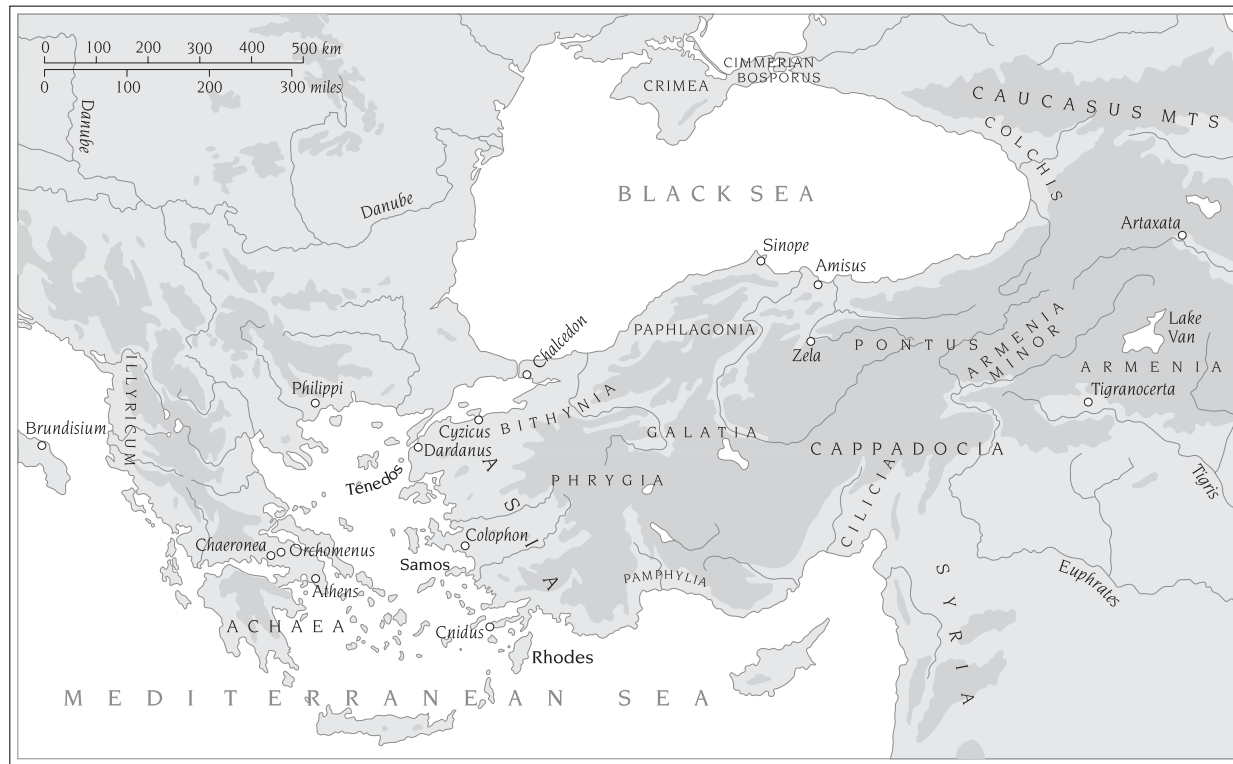 0 100 200 300 400 500 km
0 100 200 300 miles
Danube
Danube
CIMMERIAN
BOSPORUS
CRIMEA
CAUCASUS MTS
COLCHIS
BLACK SEA
Artaxata
Sinope
Amisus
PAPHLAGONIA
Zela
PONTUS
ARMENIA
MINOR
Lake
Van
ARMENIA
Tigranocerta
Chalcedon
Philippi
ILLYRICUM
Brundisium
Cyzicus
BITHYNIA
Dardanus
GALATIA
CAPPADOCIA
Tênedos
ASIA
PHRYGIA
CILICIA
Tigris
Colophon
Chaeronea
Orchomenus
Samos
Athens
PAMPHYLIA
Euphrates
SYRIA
ACHAEA
Cnidus
Rhodes
MEDITERRANEAN SEA